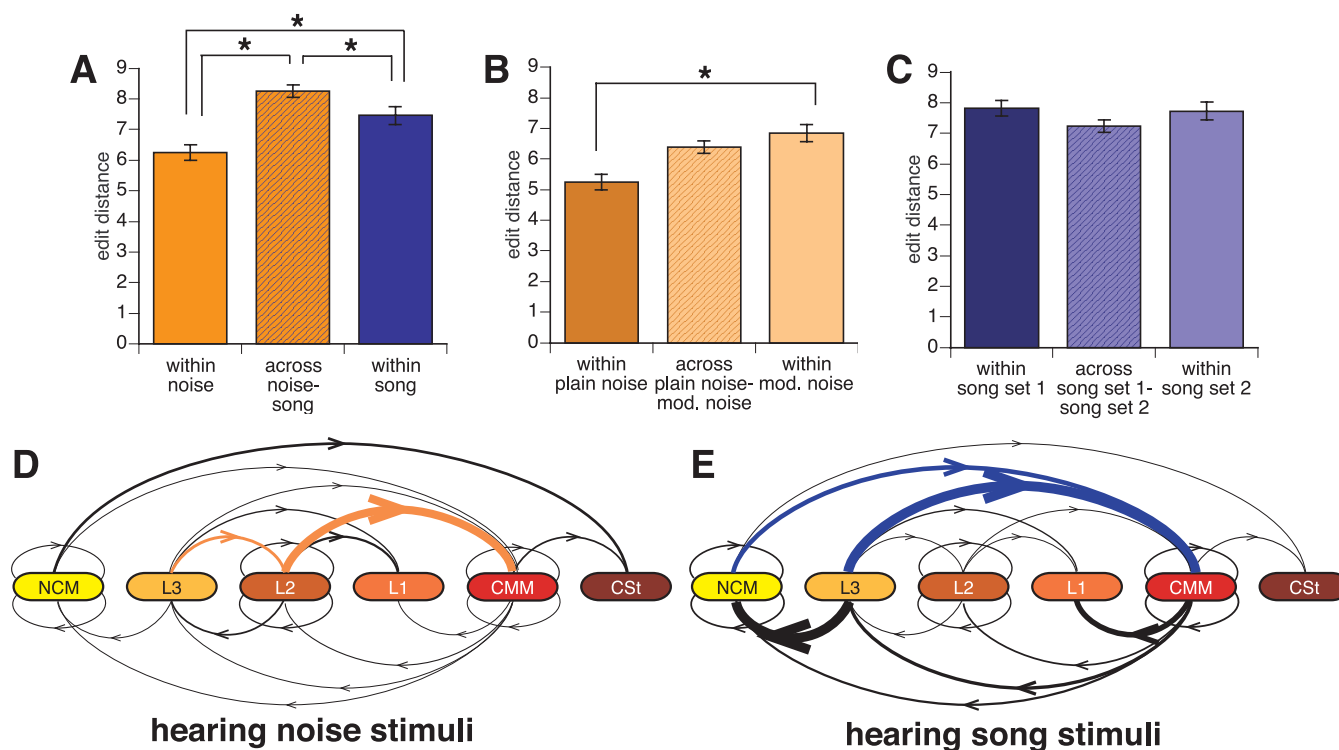 *
*
*
A
9
8
7
6
5
4
3
2
1
0
edit distance
within
noise
across
noise-
song
within
song
B
*
9
8
7
6
5
4
3
2
1
0
edit distance
within
plain noise
across
plain noise-
mod. noise
within
mod. noise
C
9
8
7
6
5
4
3
2
1
0
edit distance
within
song set 1
across
song set 1-
song set 2
within
song set 2
D
NCM
L3
L2
L1
CMM
CSt
hearing noise stimuli
E
NCM
L3
L2
L1
CMM
CSt
hearing song stimuli